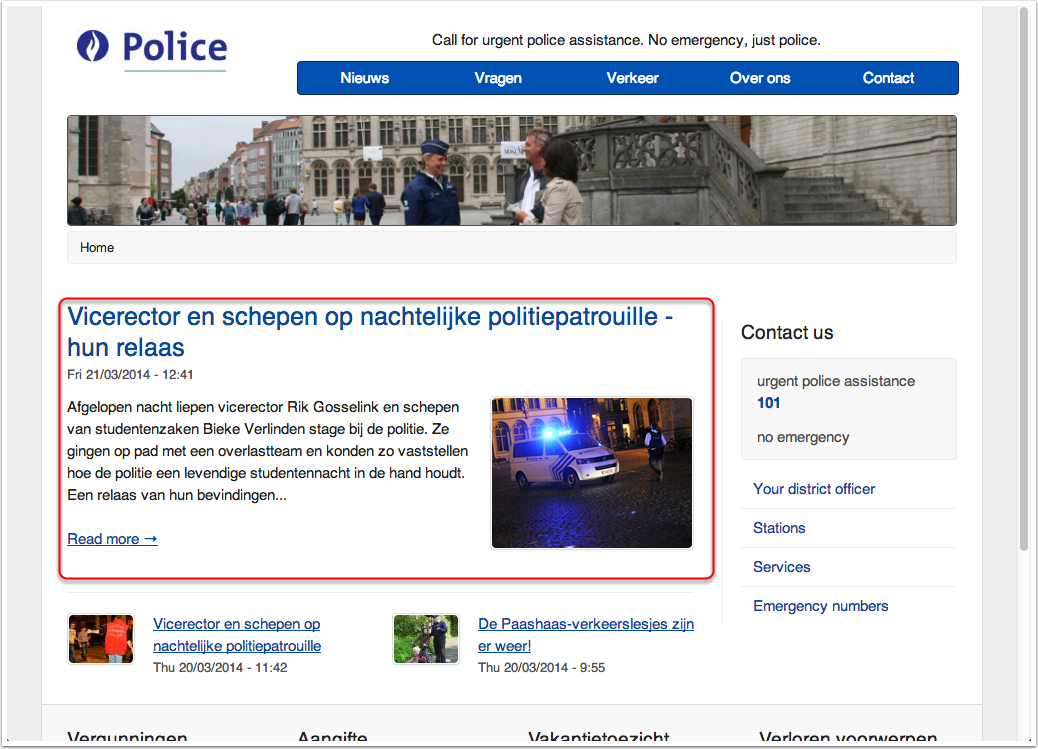 Police
Call for urgent police assistance. No emergency, just police.
Nieuws Vragen Verkeer Over ons Contact
Home
Vicerector en schepen op nachtelijke politiepatrouille -
hun relaas
Fri 21/03/2014 - 12:41
Afgelopen nacht liepen vicerector Rik Gosselink en schepen
van studentenzaken Bieke Verlinden stage bij de politie. Ze
gingen op pad met een overlastteam en konden zo vaststellen
hoe de politie een levendige studentennacht in de hand houdt.
Een relaas van hun bevindingen...
Read more →
Vicerector en schepen op
nachtelijke politiepatrouille
Thu 20/03/2014 - 11:42
De Paashaas-verkeerslesjes zijn
er weer!
Thu 20/03/2014 - 9:55
Contact us
urgent police assistance
101
no emergency
Your district officer
Stations
Services
Emergency numbers
Vergunningen Aangifte Vakantietoezicht Verloren voorwerpen